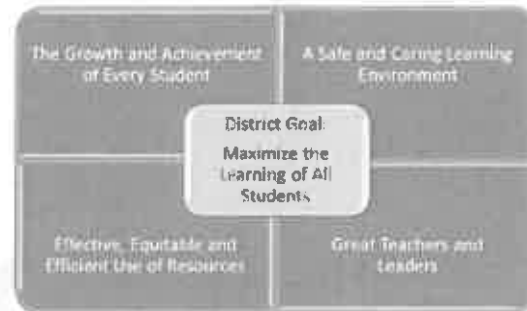 The Growth and Achievement
of Every Student
A Safe and Caring Learning
Environment
District Goal:
Maximize the
Learning of All
Students
Effective, Equitable and
Efficient Use of Resources
Great Teachers and
Leaders